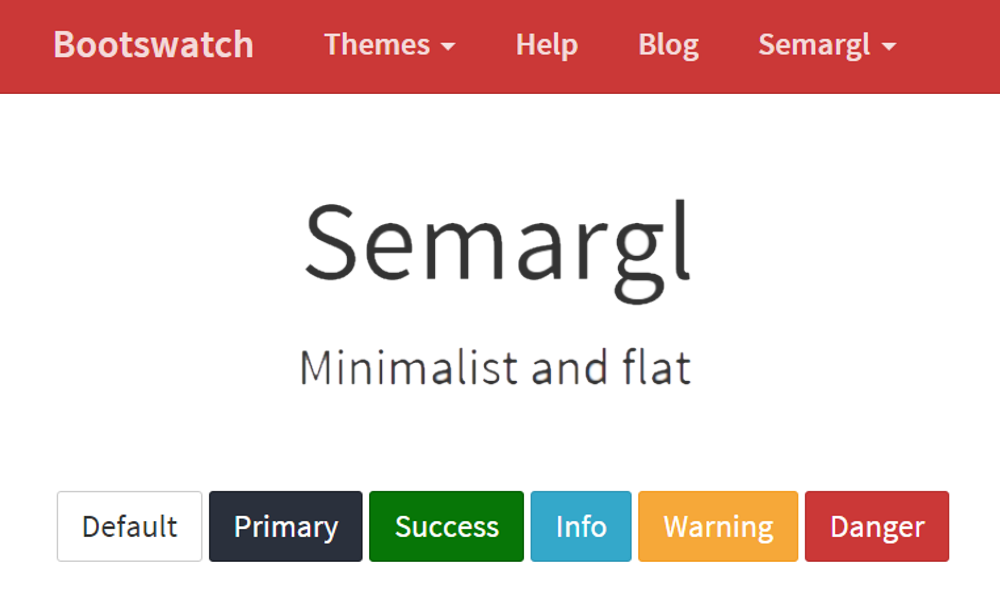 Bootswatch Themes Help Blog Semargl
Semargl
Minimalist and flat
Default Primary Success Info Warning Danger